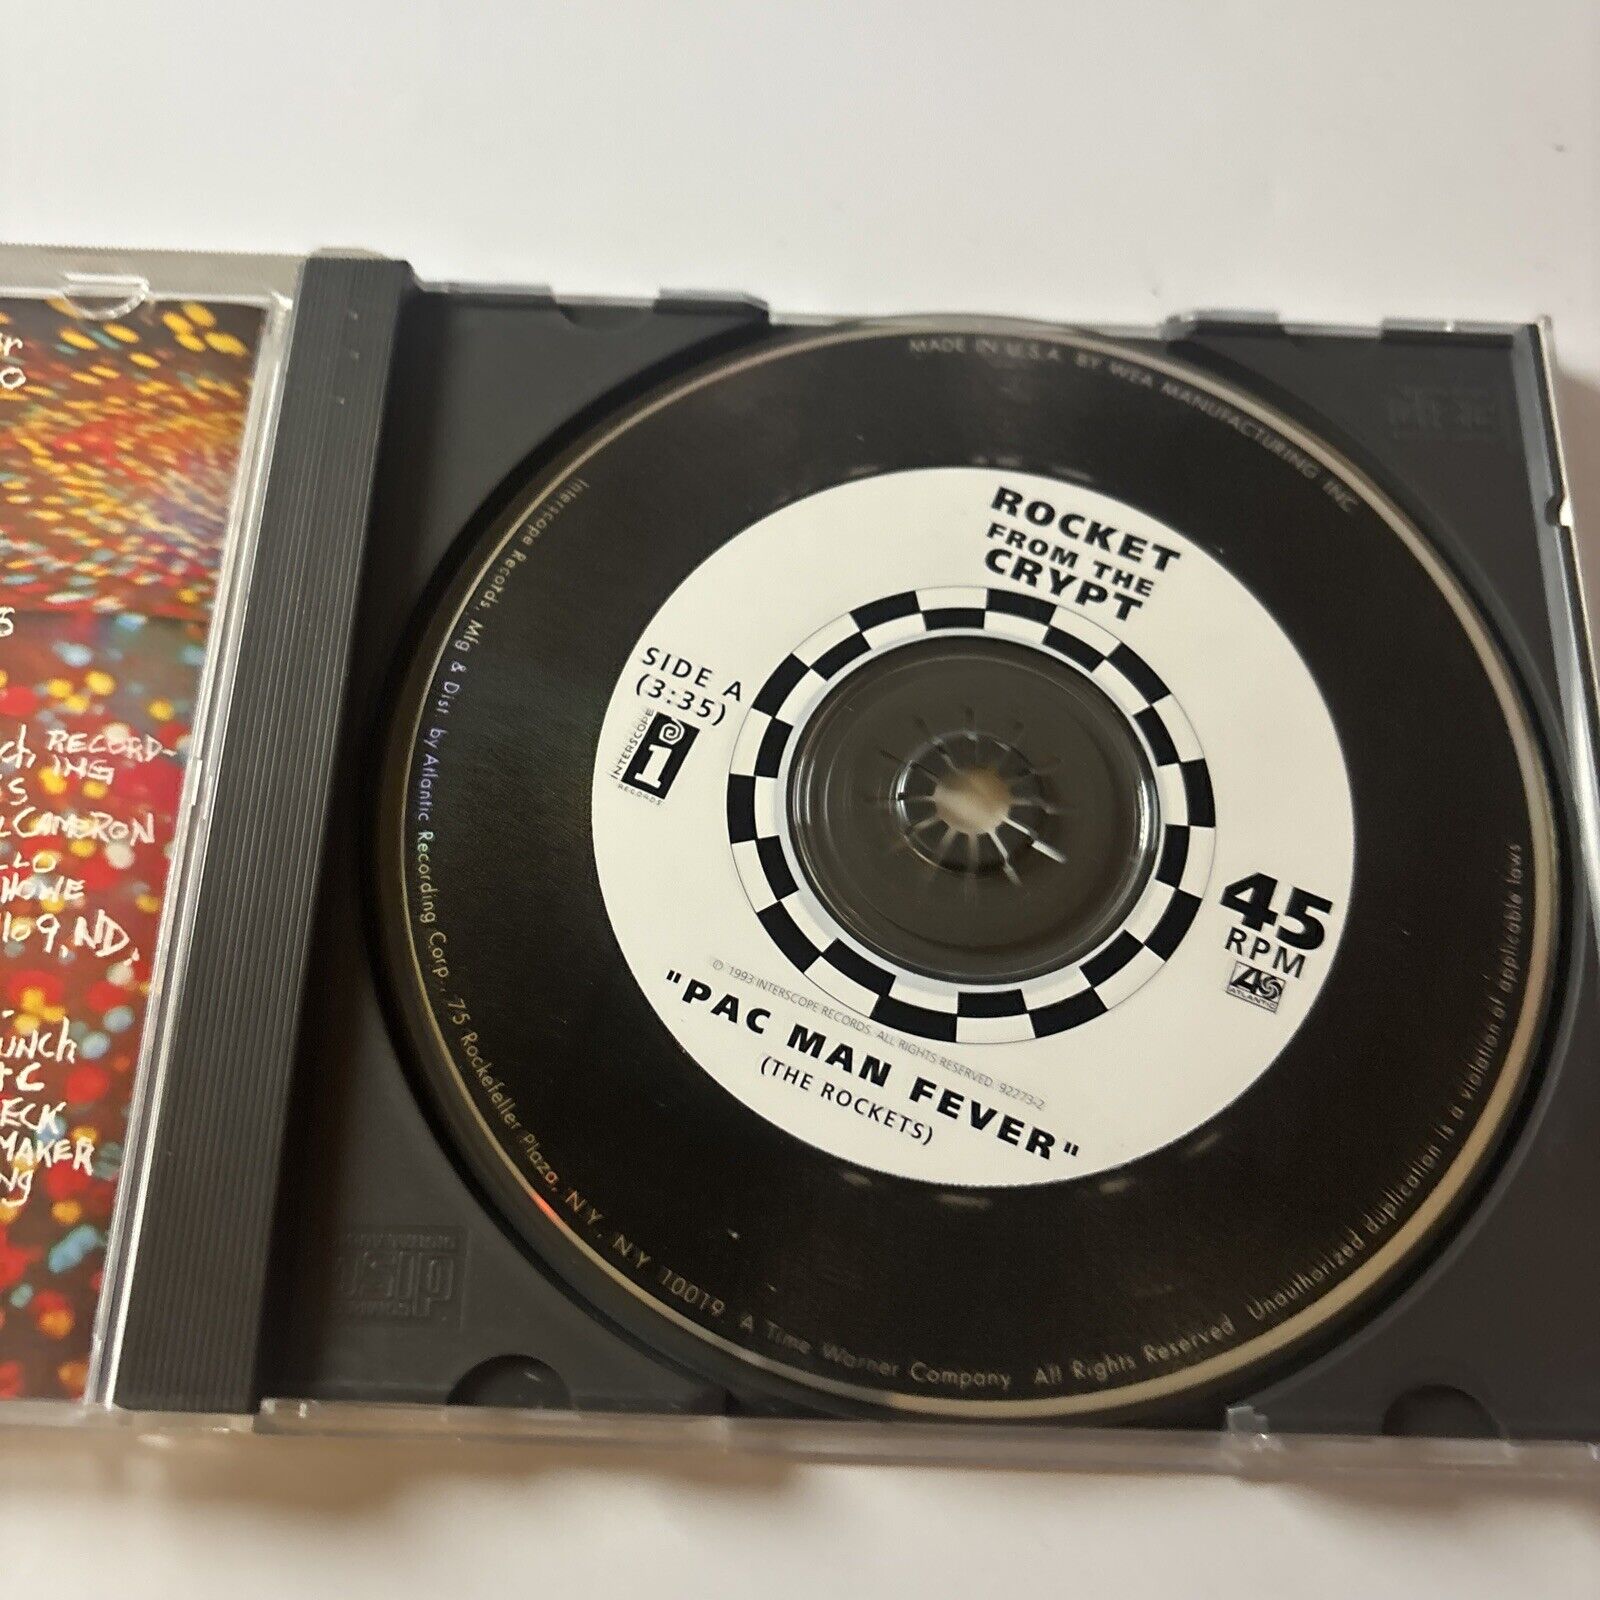 RECORD-
ING
CAMERON
HOWE
109, ND,
MAKER
MADE IN U.S.A. BY WEA MANUFACTURING INC
ROCKET
FROM THE
CRYPT
SIDE A
(3:35)
INTERSCOPE
RECORDS
45
RPM
ATLANTIC
© 1993 INTERSCOPE RECORDS. ALL RIGHTS RESERVED. 92273-2
"PAC MAN FEVER"
(THE ROCKETS)
Interscope Records, Mfg & Dist by Atlantic Recording Corp., 75 Rockefeller Plaza, N.Y., NY 10019 A Time Warner Company All Rights Reserved Unauthorized duplication is a violation of applicable laws